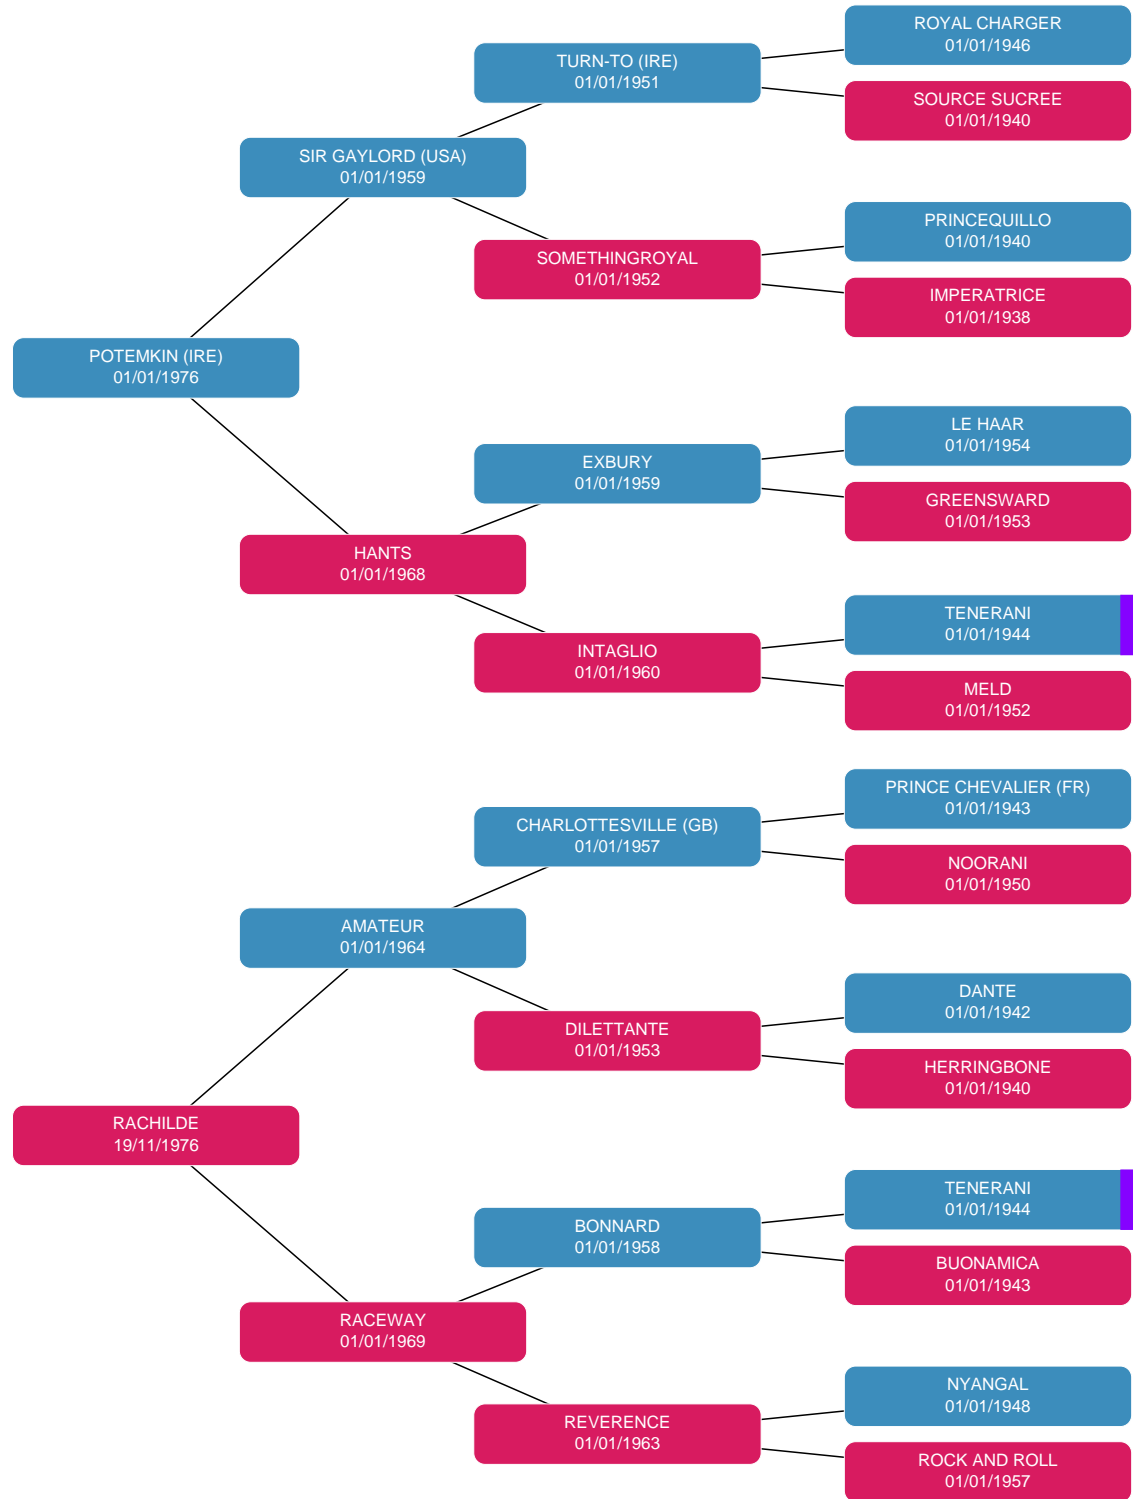 ROYAL CHARGER
01/01/1946
TURN-TO (IRE)
01/01/1951
SOURCE SUCREE
01/01/1940
SIR GAYLORD (USA)
01/01/1959
PRINCEQUILLO
01/01/1940
SOMETHINGROYAL
01/01/1952
IMPERATRICE
01/01/1938
POTEMKIN (IRE)
01/01/1976
LE HAAR
01/01/1954
EXBURY
01/01/1959
GREENSWARD
01/01/1953
HANTS
01/01/1968
TENERANI
01/01/1944
INTAGLIO
01/01/1960
MELD
01/01/1952
PRINCE CHEVALIER (FR)
01/01/1943
CHARLOTTESVILLE (GB)
01/01/1957
NOORANI
01/01/1950
AMATEUR
01/01/1964
DANTE
01/01/1942
DILETTANTE
01/01/1953
HERRINGBONE
01/01/1940
RACHILDE
19/11/1976
TENERANI
01/01/1944
BONNARD
01/01/1958
BUONAMICA
01/01/1943
RACEWAY
01/01/1969
NYANGAL
01/01/1948
REVERENCE
01/01/1963
ROCK AND ROLL
01/01/1957